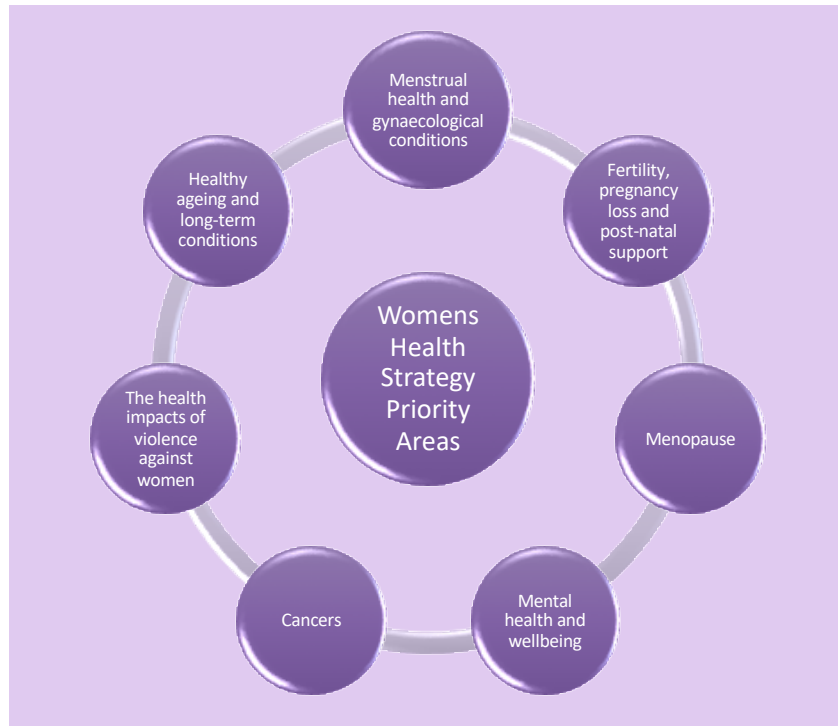 Menstrual
health and
gynaecological
conditions
Fertility,
pregnancy
loss and
post-natal
support
Menopause
Mental
health and
wellbeing
Cancers
The health
impacts of
violence
against
women
Healthy
ageing and
long-term
conditions
Womens
Health
Strategy
Priority
Areas